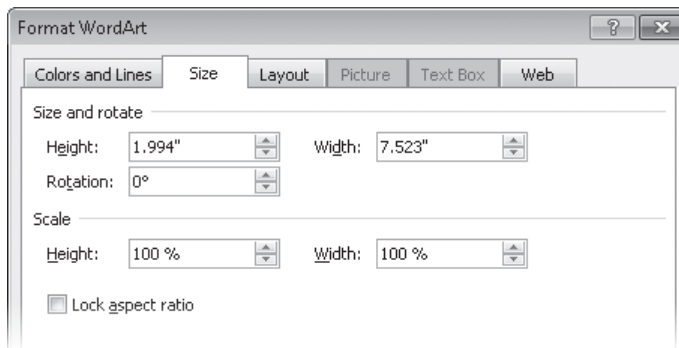 Format WordArt
Colors and Lines Size Layout Picture Text Box Web
Size and rotate
Height: 1.994" Width: 7.523"
Rotation: 0°
Scale
Height: 100 % Width: 100 %
Lock aspect ratio